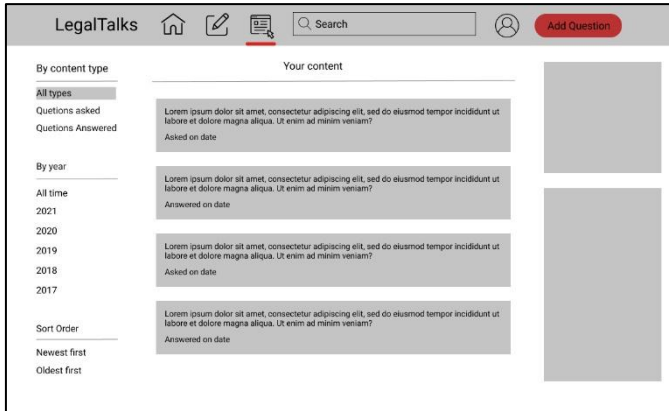 LegalTalks
Search
Add Question
By content type
All types
Quetions asked
Quetions Answered
By year
All time
2021
2020
2019
2018
2017
Sort Order
Newest first
Oldest first
Your content
Lorem ipsum dolor sit amet, consectetur adipiscing elit, sed do eiusmod tempor incididunt ut
labore et dolore magna aliqua. Ut enim ad minim veniam?
Asked on date
Lorem ipsum dolor sit amet, consectetur adipiscing elit, sed do eiusmod tempor incididunt ut
labore et dolore magna aliqua. Ut enim ad minim veniam?
Answered on date
Lorem ipsum dolor sit amet, consectetur adipiscing elit, sed do eiusmod tempor incididunt ut
labore et dolore magna aliqua. Ut enim ad minim veniam?
Asked on date
Lorem ipsum dolor sit amet, consectetur adipiscing elit, sed do eiusmod tempor incididunt ut
labore et dolore magna aliqua. Ut enim ad minim veniam?
Answered on date